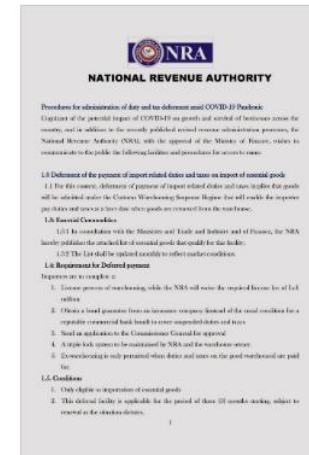 NRA
NATIONAL REVENUE AUTHORITY
Procedures for administration of duty and tax deferment amid COVID-19 Pandemic
Cognizant of the potential impact of COVID-19 on growth and survival of businesses across the
country, and in addition to the recently published revised revenue administration processes, the
National Revenue Authority (NRA), with the approval of the Minister of Finance, wishes to
communicate to the public the following facilities and procedures for access to same.
1.0 Deferment of the payment of import related duties and taxes on import of essential goods
1.1 For this context, deferment of payment of import related duties and taxes implies that goods
will be admitted under the Customs Warehousing Suspense Regime that will enable the importer
pay duties and taxes at a later date when goods are removed from the warehouse.
1.3: Essential Commodities
1.3.1 In consultation with the Ministries and Trade and Industry and of Finance, the NRA
hereby publishes the attached list of essential goods that qualify for this facility.
1.3.2 The List shall be updated monthly to reflect market conditions.
1.4: Requirement for Deferred payment
Importers are to complete
1. License process of warehousing, while the NRA will waive the required license fee of Le5
million
2. Obtain a bond guarantee from an insurance company (instead of the usual condition for a
reputable commercial bank bond) to cover suspended duties and taxes
3. Send an application to the Commissioner General for approval
4. A triple lock system to be maintained by NRA and the warehouse owner.
5. Ex-warehousing is only permitted when duties and taxes on the good warehoused are paid
for.
1.5. Conditions
1. Only eligible to importation of essential goods
2. This deferral facility is applicable for the period of three (3) months starting, subject to
renewal as the situation dictates.
1